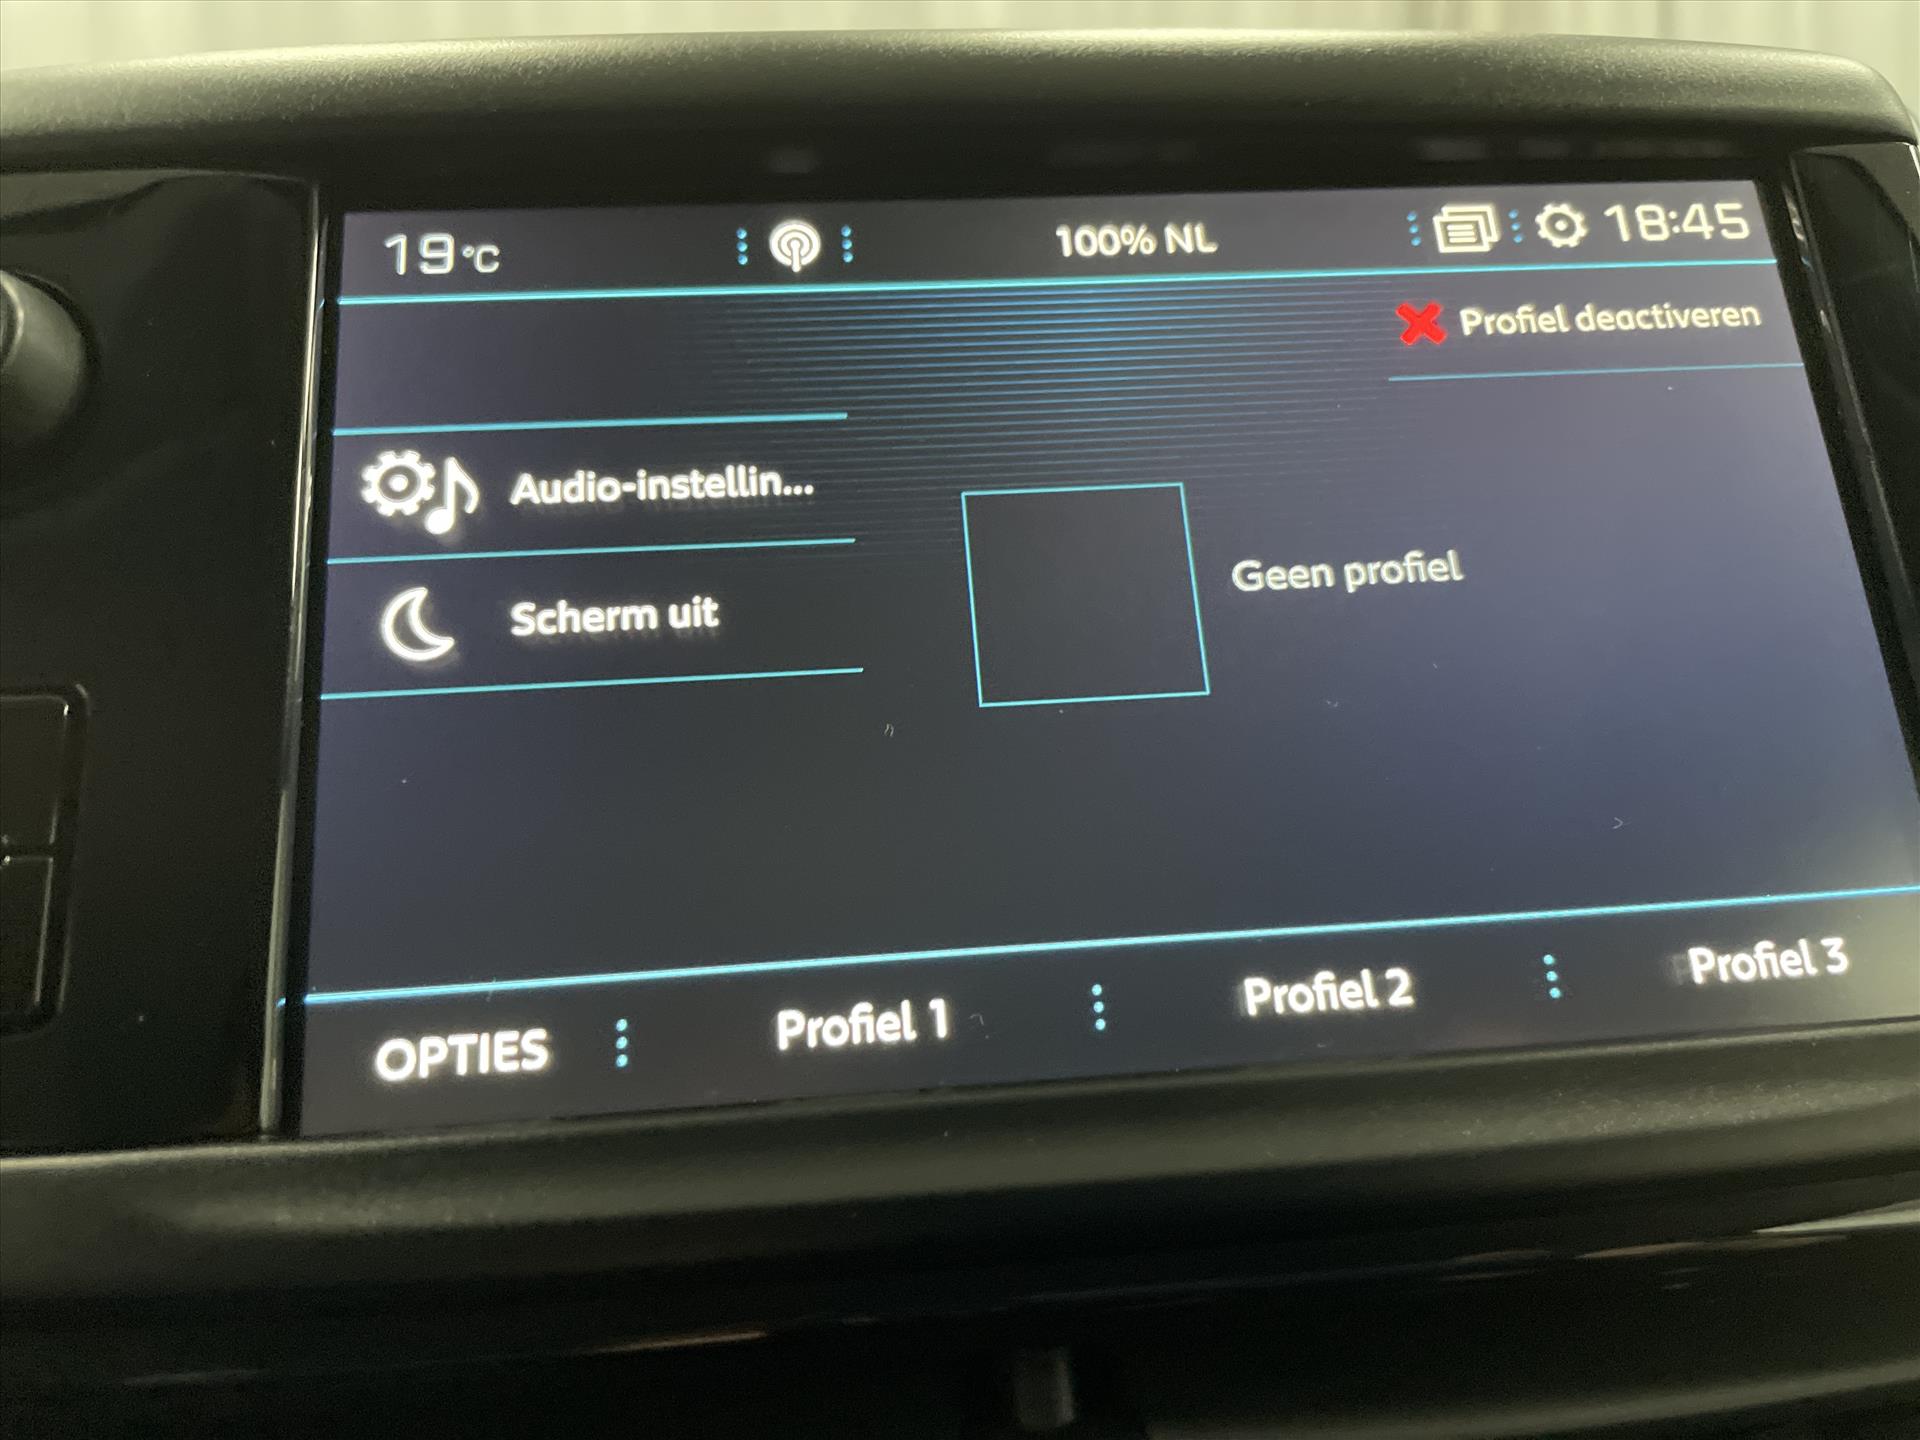 19°C
100% NL
18:45
Profiel deactiveren
Audio-instellin...
Scherm uit
Geen profiel
OPTIES
Profiel 1
Profiel 2
Profiel 3